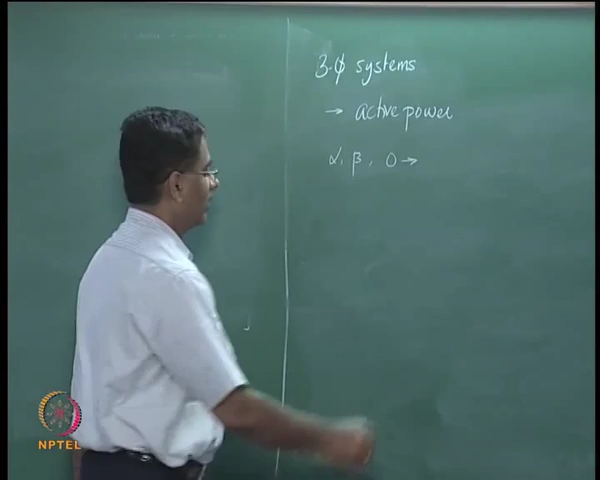 3-ϕ systems
→ active power
α, β, 0 →
NPTEL